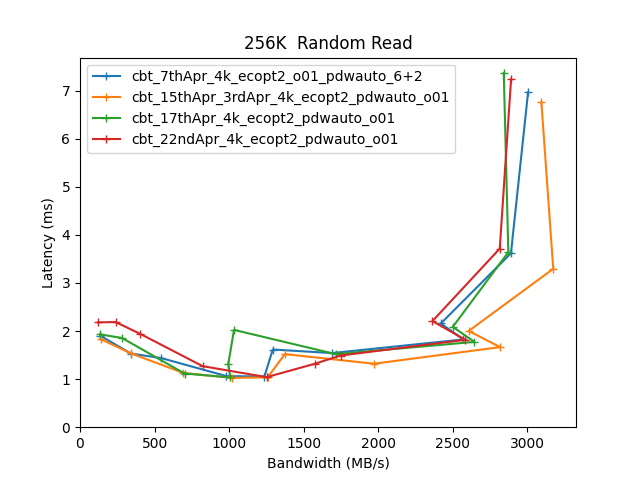 256K  Random Read
cbt_7thApr_4k_ecopt2_o01_pdwauto_6+2
cbt_15thApr_3rdApr_4k_ecopt2_pdwauto_o01
cbt_17thApr_4k_ecopt2_pdwauto_o01
cbt_22ndApr_4k_ecopt2_pdwauto_o01
Latency (ms)
7
6
5
4
3
2
1
0
0 500 1000 1500 2000 2500 3000
Bandwidth (MB/s)